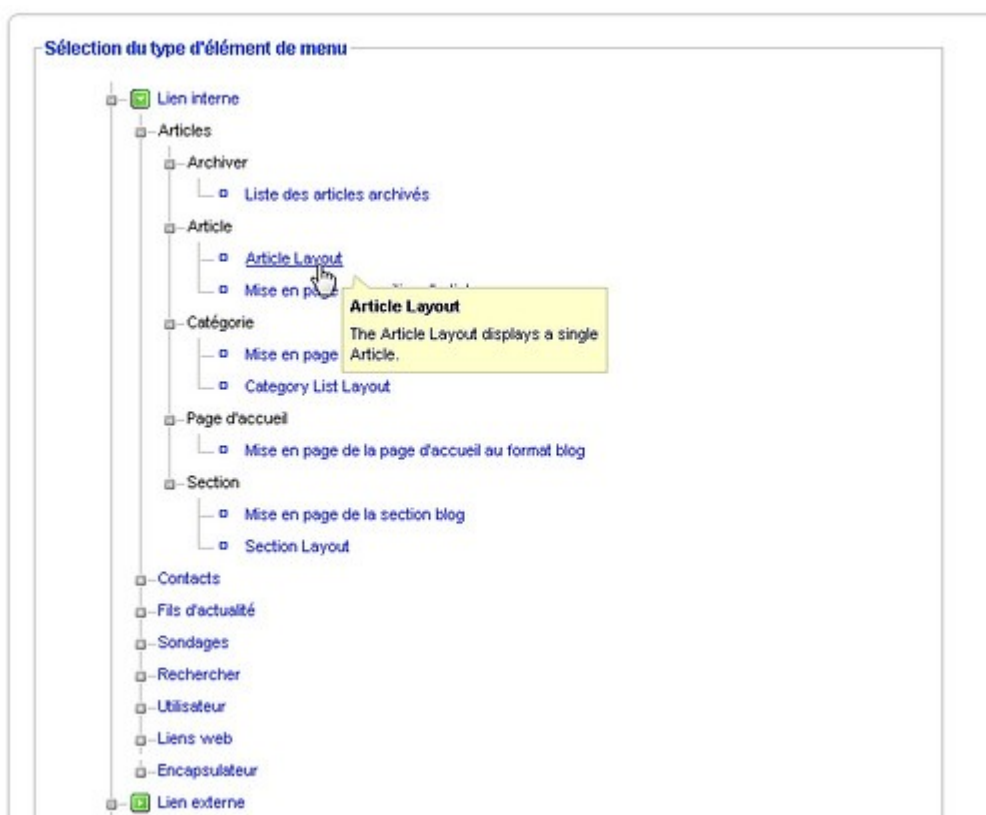 Sélection du type d'élément de menu
Lien interne
Articles
Archiver
Liste des articles archivés
Article
Article Layout
Mise en
Article Layout
Catégorie
The Article Layout displays a single
Mise en page
Article.
Category List Layout
Page d'accueil
Mise en page de la page d'accueil au format blog
Section
Mise en page de la section blog
Section Layout
Contacts
Fils d'actualité
Sondages
Rechercher
Utilisateur
Liens web
Encapsulateur
Lien externe